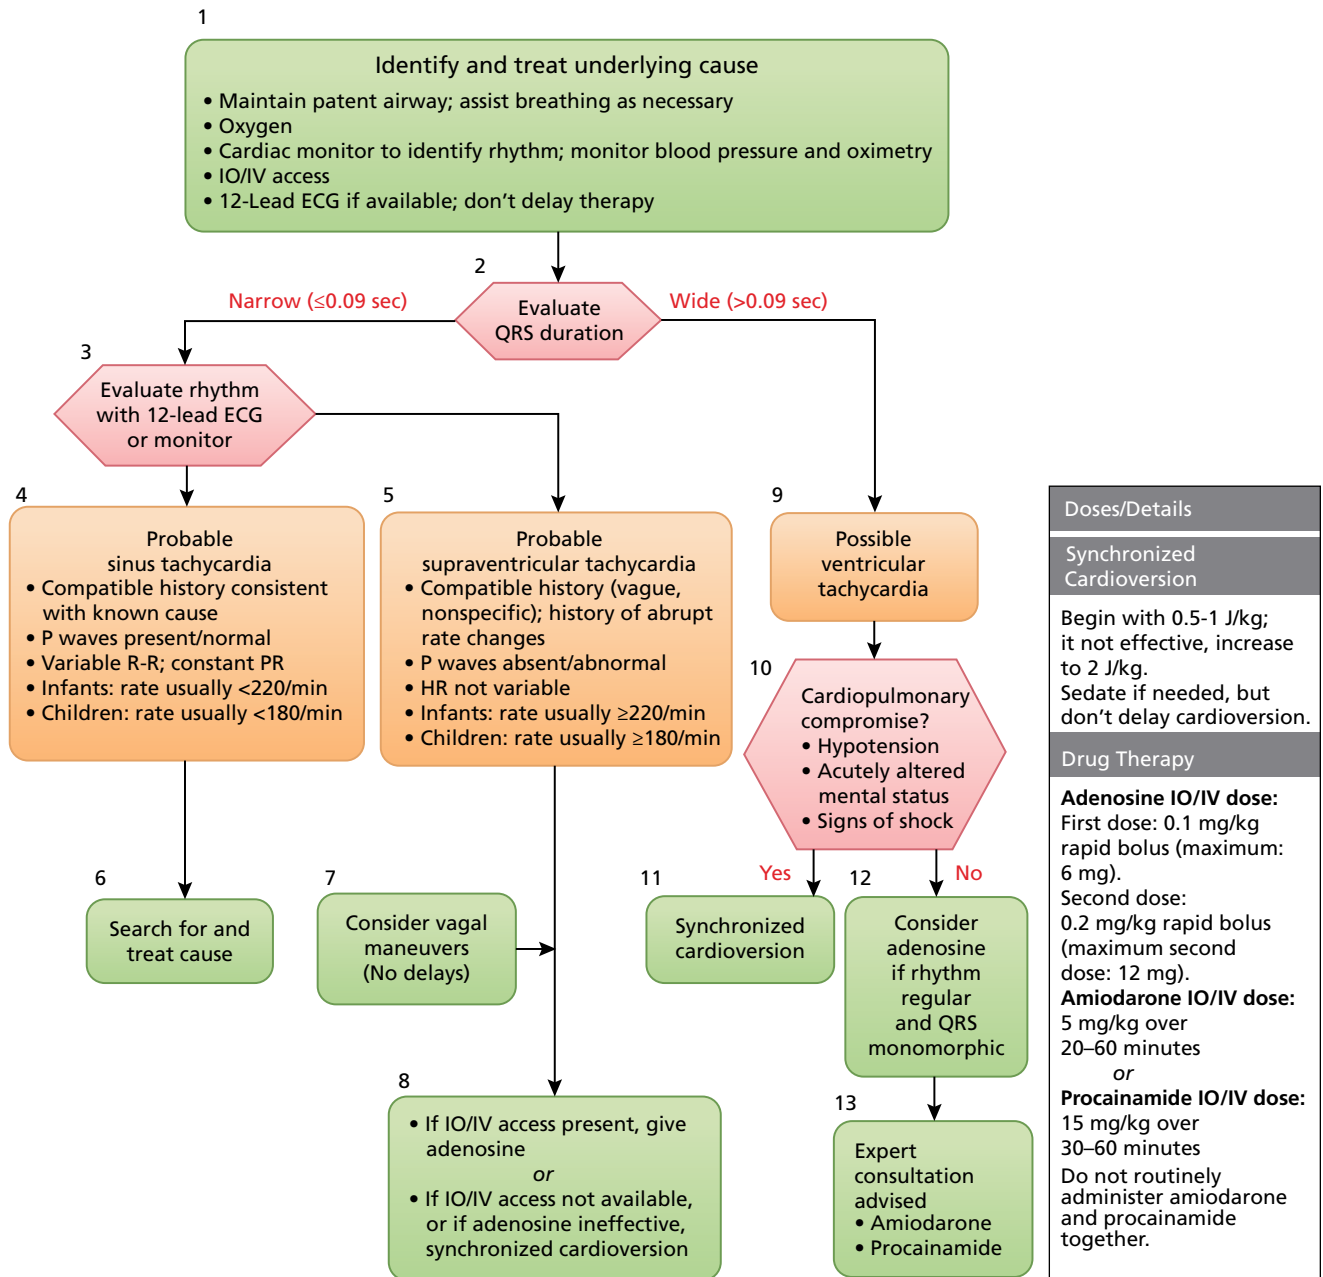 1
Identify and treat underlying cause
• Maintain patent airway; assist breathing as necessary
• Oxygen
• Cardiac monitor to identify rhythm; monitor blood pressure and oximetry
• IO/IV access
• 12-Lead ECG if available; don’t delay therapy
2
Narrow (≤0.09 sec)
Evaluate
QRS duration
Wide (>0.09 sec)
3
Evaluate rhythm
with 12-lead ECG
or monitor
4
Probable
sinus tachycardia
• Compatible history consistent
with known cause
• P waves present/normal
• Variable R-R; constant PR
• Infants: rate usually <220/min
• Children: rate usually <180/min
5
Probable
supraventricular tachycardia
• Compatible history (vague,
nonspecific); history of abrupt
rate changes
• P waves absent/abnormal
• HR not variable
• Infants: rate usually ≥220/min
• Children: rate usually ≥180/min
9
Possible
ventricular
tachycardia
10
Cardiopulmonary
compromise?
• Hypotension
• Acutely altered
mental status
• Signs of shock
Yes
No
6
Search for and
treat cause
7
Consider vagal
maneuvers
(No delays)
11
Synchronized
cardioversion
12
Consider
adenosine
if rhythm
regular
and QRS
monomorphic
8
• If IO/IV access present, give
adenosine
or
• If IO/IV access not available,
or if adenosine ineffective,
synchronized cardioversion
13
Expert
consultation
advised
• Amiodarone
• Procainamide
Doses/Details
Synchronized
Cardioversion
Begin with 0.5-1 J/kg;
it not effective, increase
to 2 J/kg.
Sedate if needed, but
don’t delay cardioversion.
Drug Therapy
Adenosine IO/IV dose:
First dose: 0.1 mg/kg
rapid bolus (maximum:
6 mg).
Second dose:
0.2 mg/kg rapid bolus
(maximum second
dose: 12 mg).
Amiodarone IO/IV dose:
5 mg/kg over
20–60 minutes
or
Procainamide IO/IV dose:
15 mg/kg over
30–60 minutes
Do not routinely
administer amiodarone
and procainamide
together.